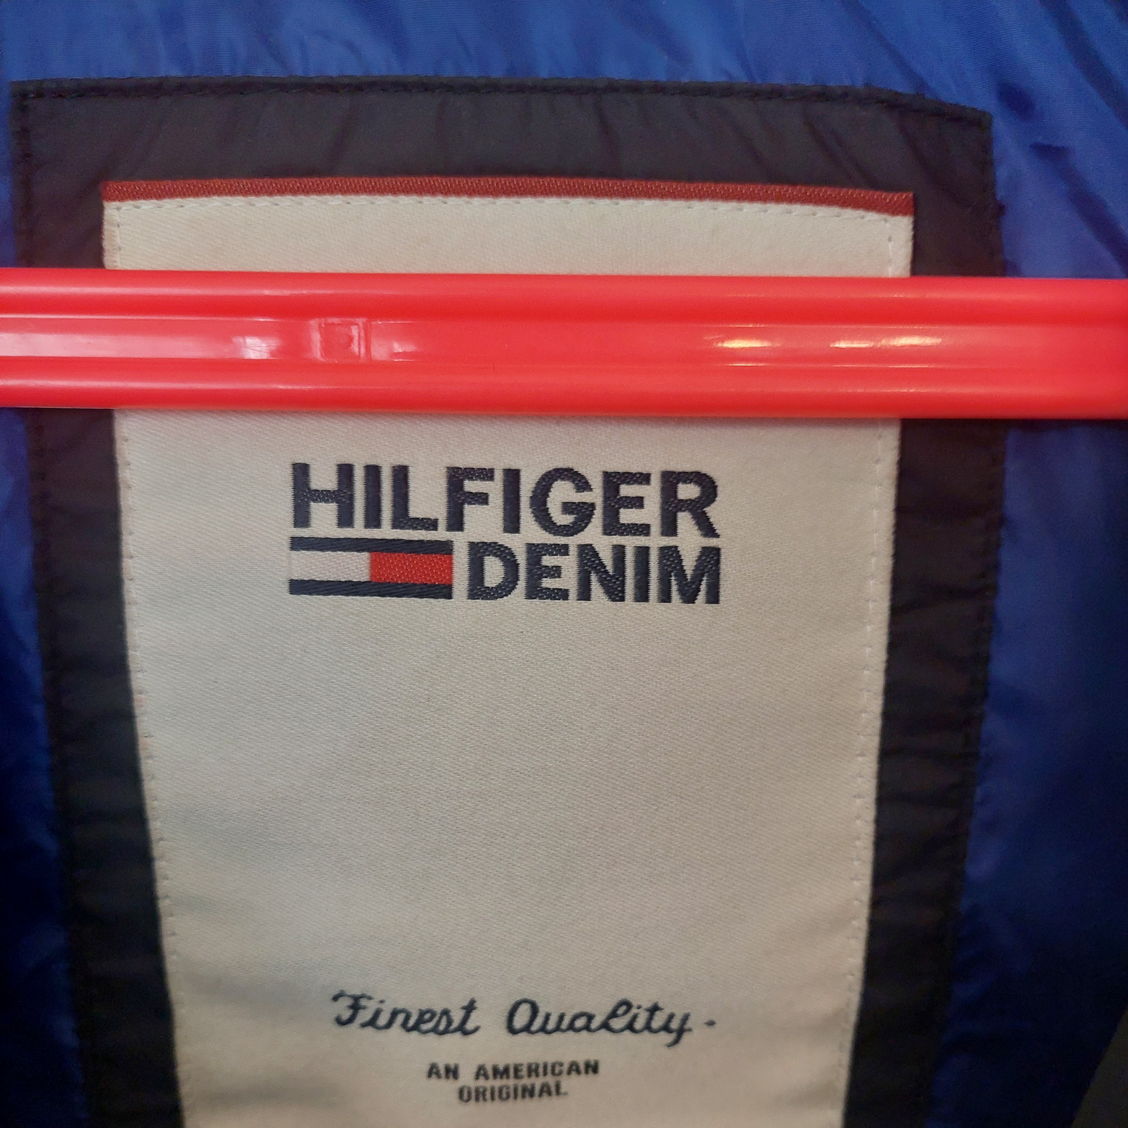 HILFIGER
DENIM
Finest Quality.
AN AMERICAN
ORIGINAL